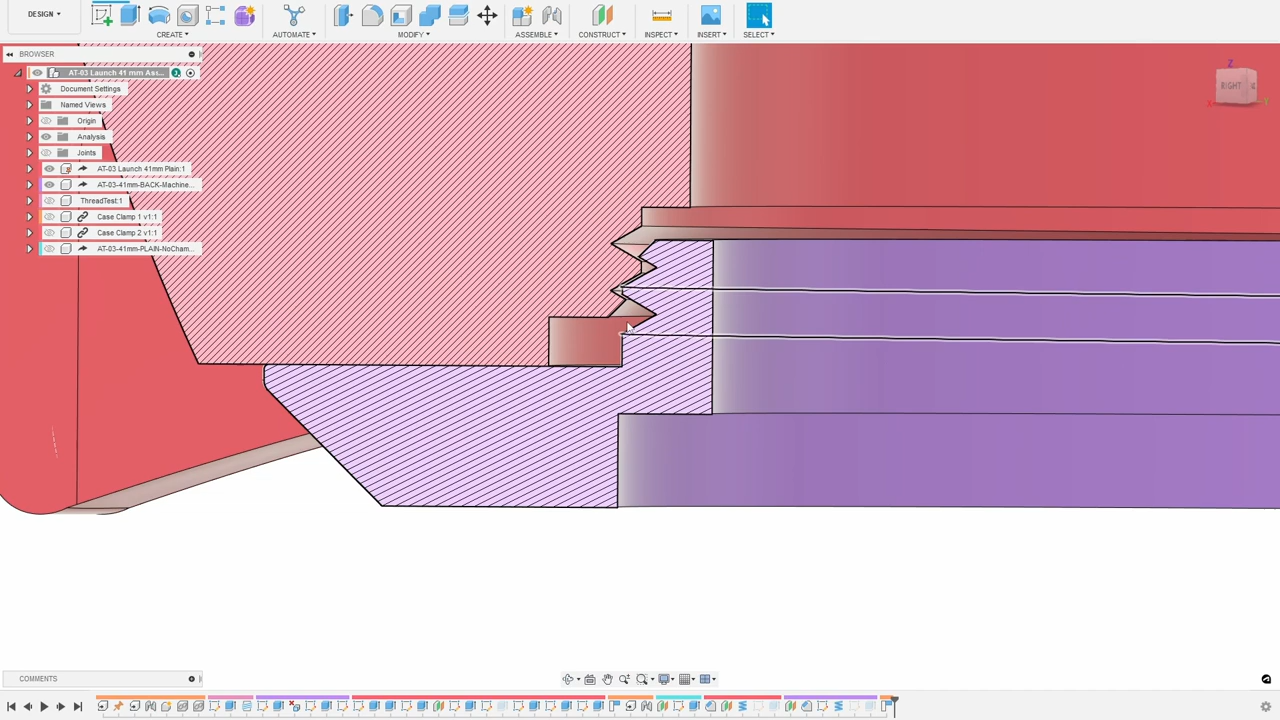 DESIGN
CREATE
AUTOMATE
MODIFY
ASSEMBLE
CONSTRUCT
INSPECT
INSERT
SELECT
BROWSER
AT-03 Launch 41 mm Ass...
Document Settings
Named Views
Origin
Analysis
Joints
AT-03 Launch 41mm Plain:1
AT-03-41mm-BACK-Machine...
ThreadTest:1
Case Clamp 1 v1:1
Case Clamp 2 v1:1
AT-03-41mm-PLAIN-NoCham...
Z
RIGHT
X
Y
COMMENTS